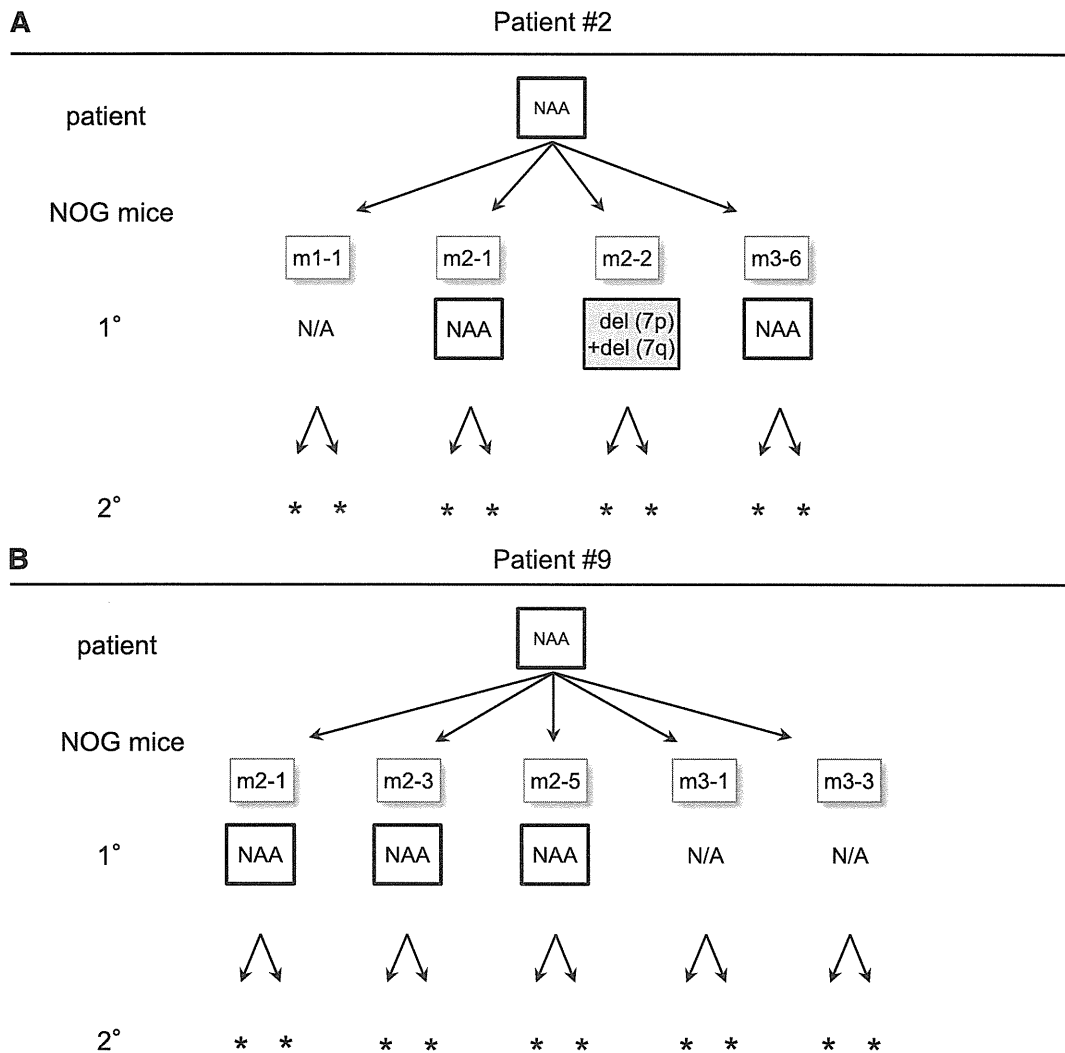 A Patient #2
patient NAA
NOG mice
m1-1 m2-1 m2-2 m3-6
1° N/A NAA del (7p) NAA
+del (7q)
2° * * * * * * * *
B Patient #9
patient NAA
NOG mice
m2-1 m2-3 m2-5 m3-1 m3-3
1° NAA NAA NAA N/A N/A
2° * * * * * * * * * *